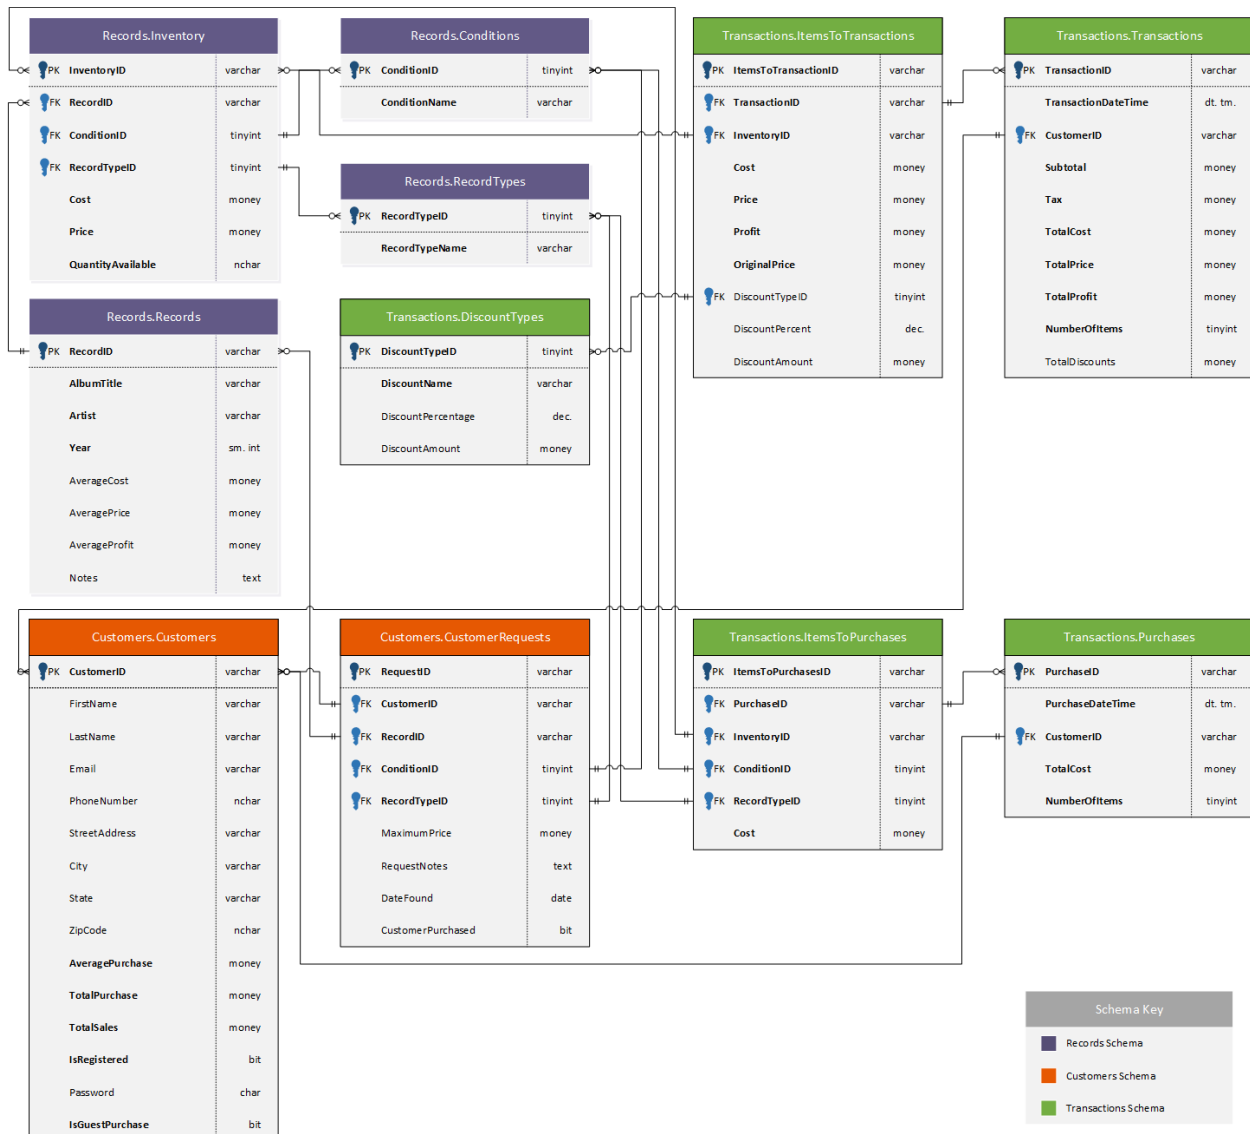 Records.Inventory
PK InventoryID varchar
FK RecordID varchar
FK ConditionID tinyint
FK RecordTypeID tinyint
Cost money
Price money
QuantityAvailable nchar
Records.Conditions
PK ConditionID tinyint
ConditionName varchar
Records.RecordTypes
PK RecordTypeID tinyint
RecordTypeName varchar
Transactions.ItemsToTransactions
PK ItemsToTransactionID varchar
FK TransactionID varchar
FK InventoryID varchar
Cost money
Price money
Profit money
OriginalPrice money
FK DiscountTypeID tinyint
DiscountPercent dec.
DiscountAmount money
Transactions.Transactions
PK TransactionID varchar
TransactionDateTime dt. tm.
FK CustomerID varchar
Subtotal money
Tax money
TotalCost money
TotalPrice money
TotalProfit money
NumberOfItems tinyint
TotalDiscounts money
Records.Records
PK RecordID varchar
AlbumTitle varchar
Artist varchar
Year sm. int
AverageCost money
AveragePrice money
AverageProfit money
Notes text
Transactions.DiscountTypes
PK DiscountTypeID tinyint
DiscountName varchar
DiscountPercentage dec.
DiscountAmount money
Customers.Customers
PK CustomerID varchar
FirstName varchar
LastName varchar
Email varchar
PhoneNumber nchar
StreetAddress varchar
City varchar
State varchar
ZipCode nchar
AveragePurchase money
TotalPurchase money
TotalSales money
IsRegistered bit
Password char
IsGuestPurchase bit
Customers.CustomerRequests
PK RequestID varchar
FK CustomerID varchar
FK RecordID varchar
FK ConditionID tinyint
FK RecordTypeID tinyint
MaximumPrice money
RequestNotes text
DateFound date
CustomerPurchased bit
Transactions.ItemsToPurchases
PK ItemsToPurchasesID varchar
FK PurchaseID varchar
FK InventoryID varchar
FK ConditionID tinyint
FK RecordTypeID tinyint
Cost money
Transactions.Purchases
PK PurchaseID varchar
PurchaseDateTime dt. tm.
FK CustomerID varchar
TotalCost money
NumberOfItems tinyint
Schema Key
Records Schema
Customers Schema
Transactions Schema